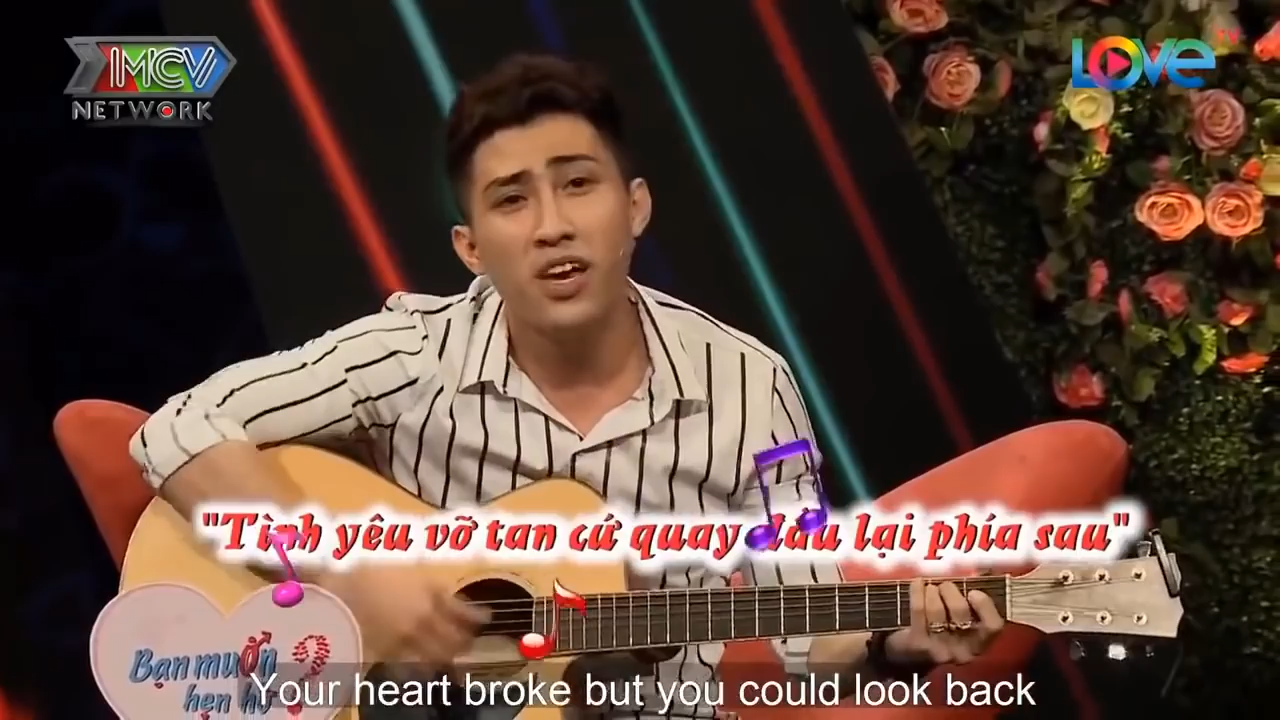 MCV
NETWORK
LOVE TV
"Tình yêu vỡ tan cứ quay đầu lại phía sau"
Bạn muốn
hẹn hò ?
Your heart broke but you could look back